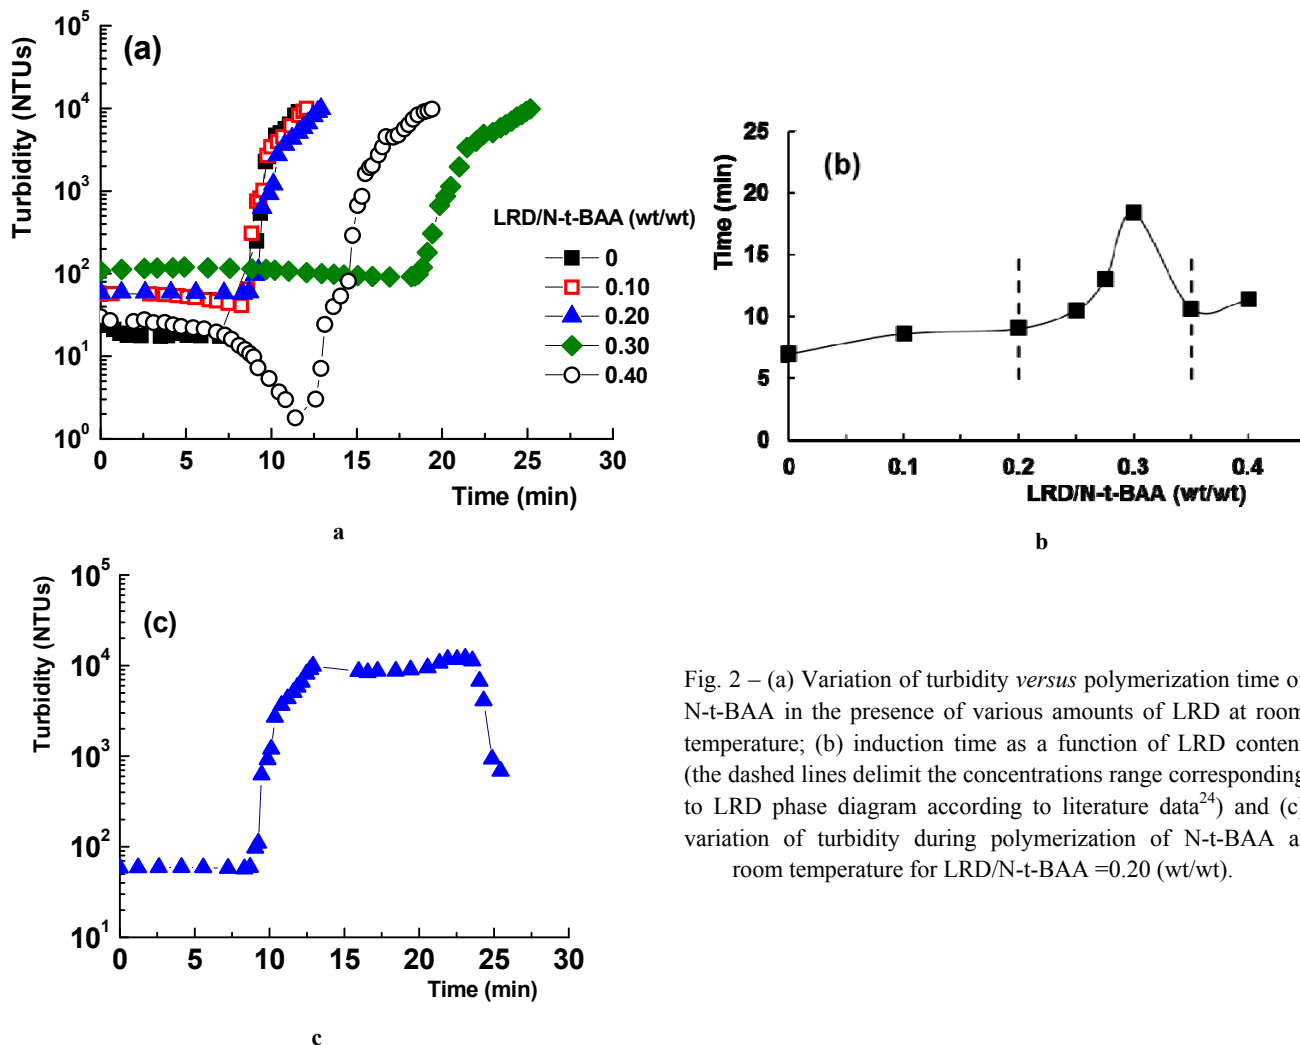 (a)
Turbidity (NTUs)
10^5
10^4
10^3
10^2
10^1
10^0
0 5 10 15 20 25 30
Time (min)
LRD/N-t-BAA (wt/wt)
0
0.10
0.20
0.30
0.40
a
(b)
Time (min)
25
20
15
10
5
0
0 0.1 0.2 0.3 0.4
LRD/N-t-BAA (wt/wt)
b
(c)
Turbidity (NTUs)
10^5
10^4
10^3
10^2
10^1
0 5 10 15 20 25 30
Time (min)
c
Fig. 2 – (a) Variation of turbidity versus polymerization time of
N-t-BAA in the presence of various amounts of LRD at room
temperature; (b) induction time as a function of LRD conten
(the dashed lines delimit the concentrations range corresponding
to LRD phase diagram according to literature data^24) and (c)
variation of turbidity during polymerization of N-t-BAA a
room temperature for LRD/N-t-BAA =0.20 (wt/wt).